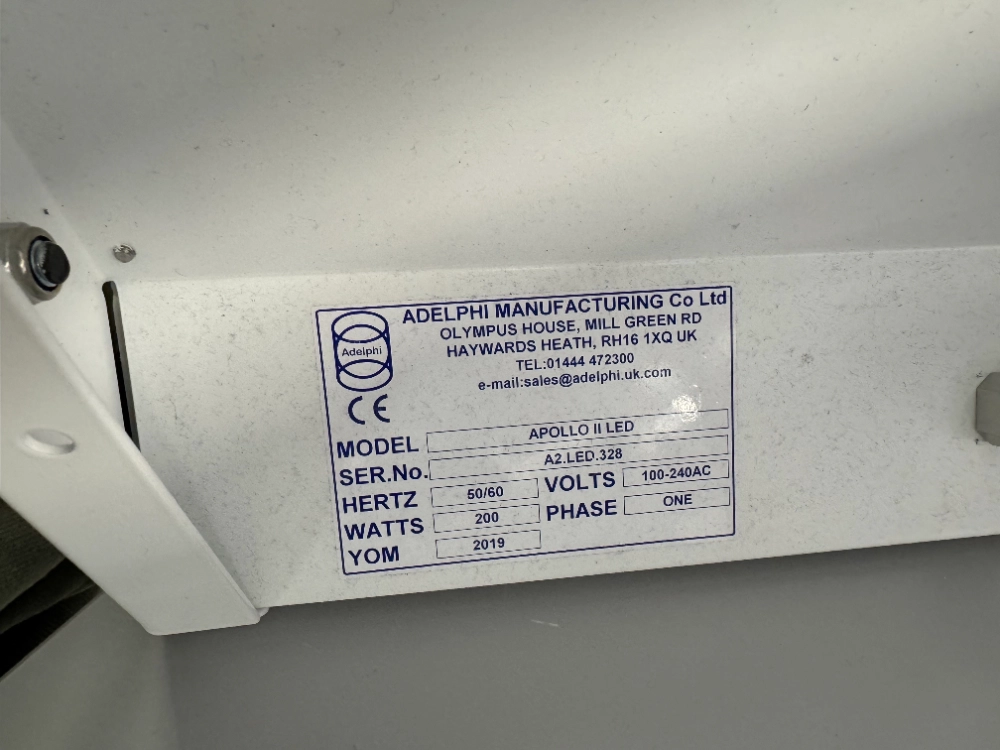 Adelphi
ADELPHI MANUFACTURING Co Ltd
OLYMPUS HOUSE, MILL GREEN RD
HAYWARDS HEATH, RH16 1XQ UK
TEL:01444 472300
e-mail:sales@adelphi.uk.com
CE
MODEL APOLLO II LED
SER.No. A2.LED.328
HERTZ 50/60 VOLTS 100-240AC
WATTS 200 PHASE ONE
YOM 2019